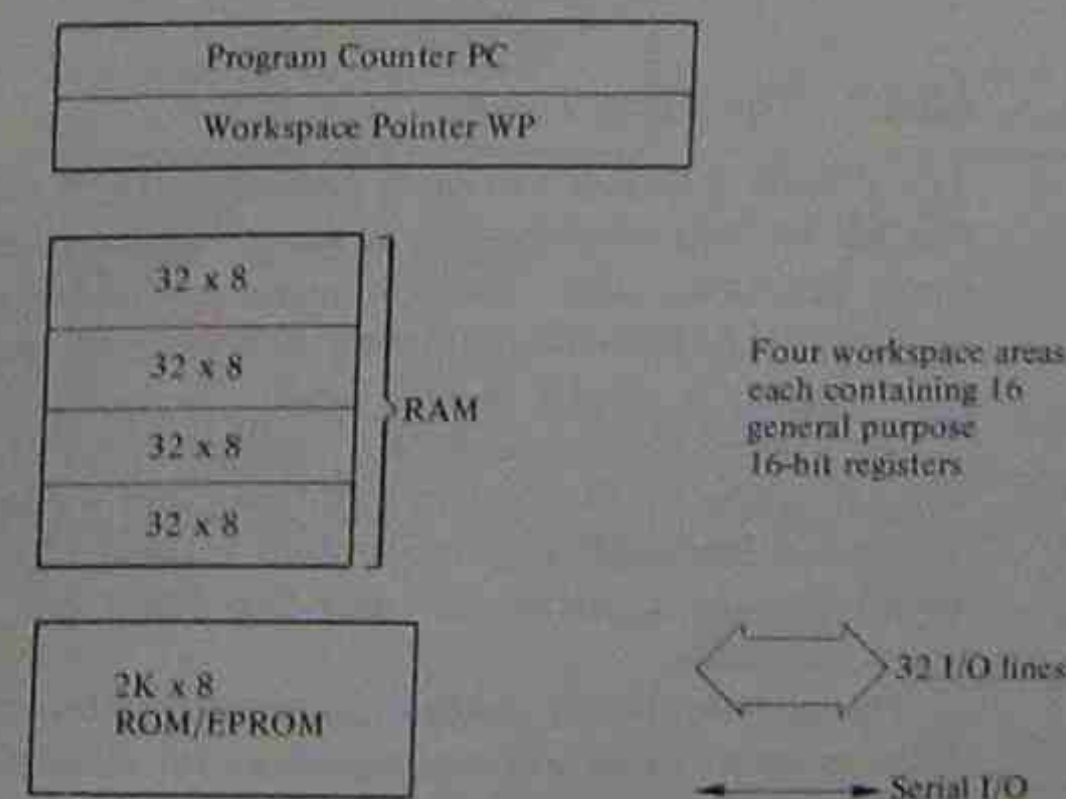 Program Counter PC
Workspace Pointer WP
32 x 8
32 x 8
32 x 8
32 x 8
RAM
Four workspace areas
each containing 16
general purpose
16-bit registers
2K x 8
ROM/EPROM
32 I/O lines
Serial I/O